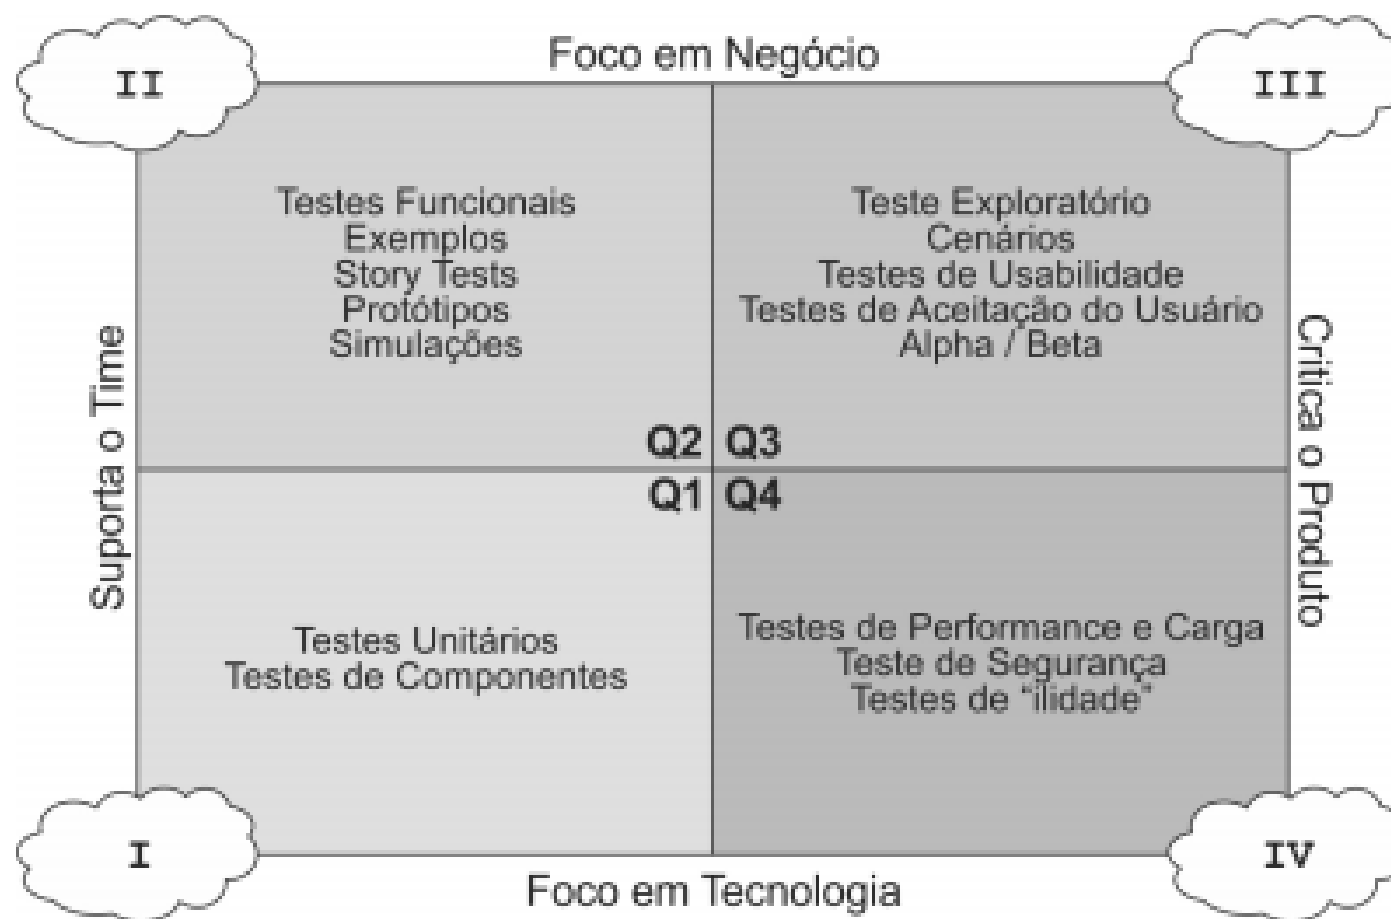 Foco em Negócio
II
III
Testes Funcionais
Exemplos
Story Tests
Protótipos
Simulações
Teste Exploratório
Cenários
Testes de Usabilidade
Testes de Aceitação do Usuário
Alpha / Beta
Suporta o Time
Critica o Produto
Q2
Q3
Q1
Q4
Testes Unitários
Testes de Componentes
Testes de Performance e Carga
Teste de Segurança
Testes de “ilidade”
I
IV
Foco em Tecnologia